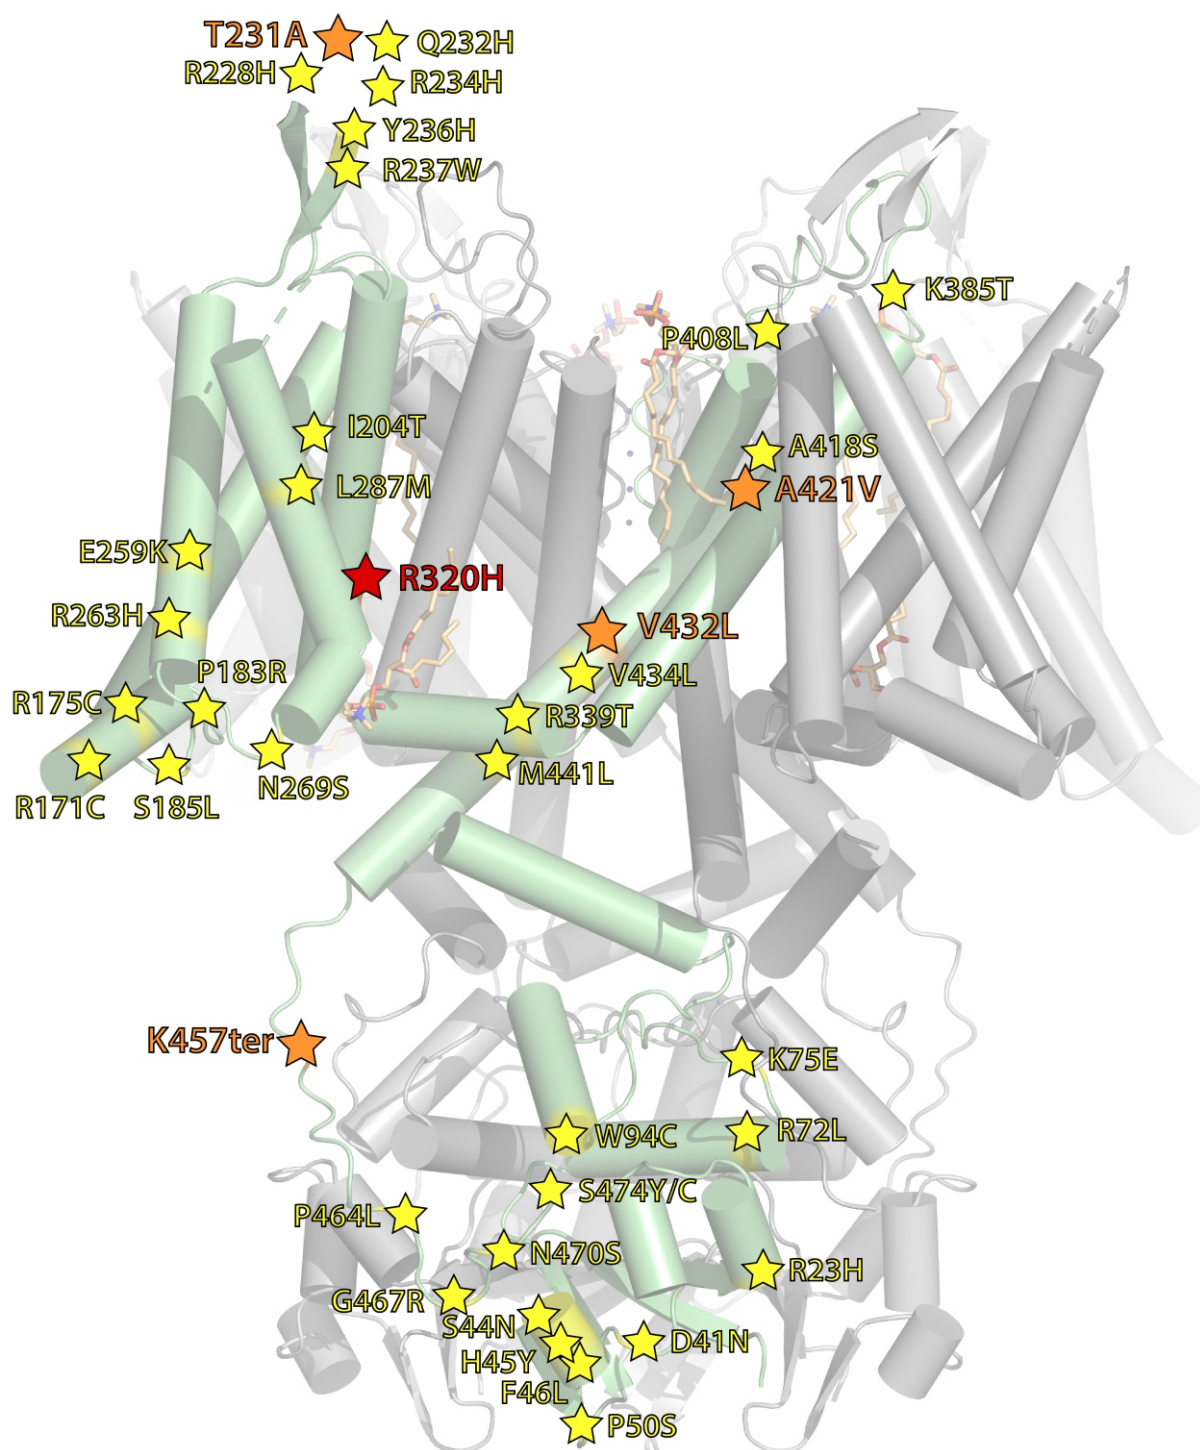 T231A
Q232H
R228H
R234H
Y236H
R237W
K385T
P408L
I204T
A418S
L287M
A421V
E259K
R320H
R263H
V432L
P183R
V434L
R175C
R339T
N269S
M441L
R171C
S185L
K457ter
K75E
W94C
R72L
S474Y/C
P464L
N470S
R23H
G467R
S44N
D41N
H45Y
F46L
P50S